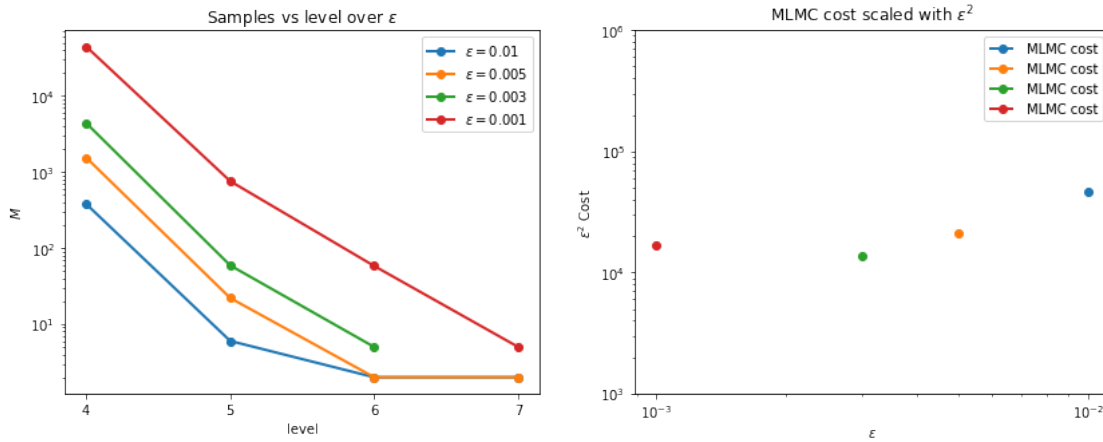 Samples vs level over ε
10⁴
10³
10²
10¹
M
4
5
6
7
level
ε = 0.01
ε = 0.005
ε = 0.003
ε = 0.001
MLMC cost scaled with ε²
10⁶
10⁵
10⁴
10³
ε² Cost
10⁻³
10⁻²
ε
MLMC cost
MLMC cost
MLMC cost
MLMC cost